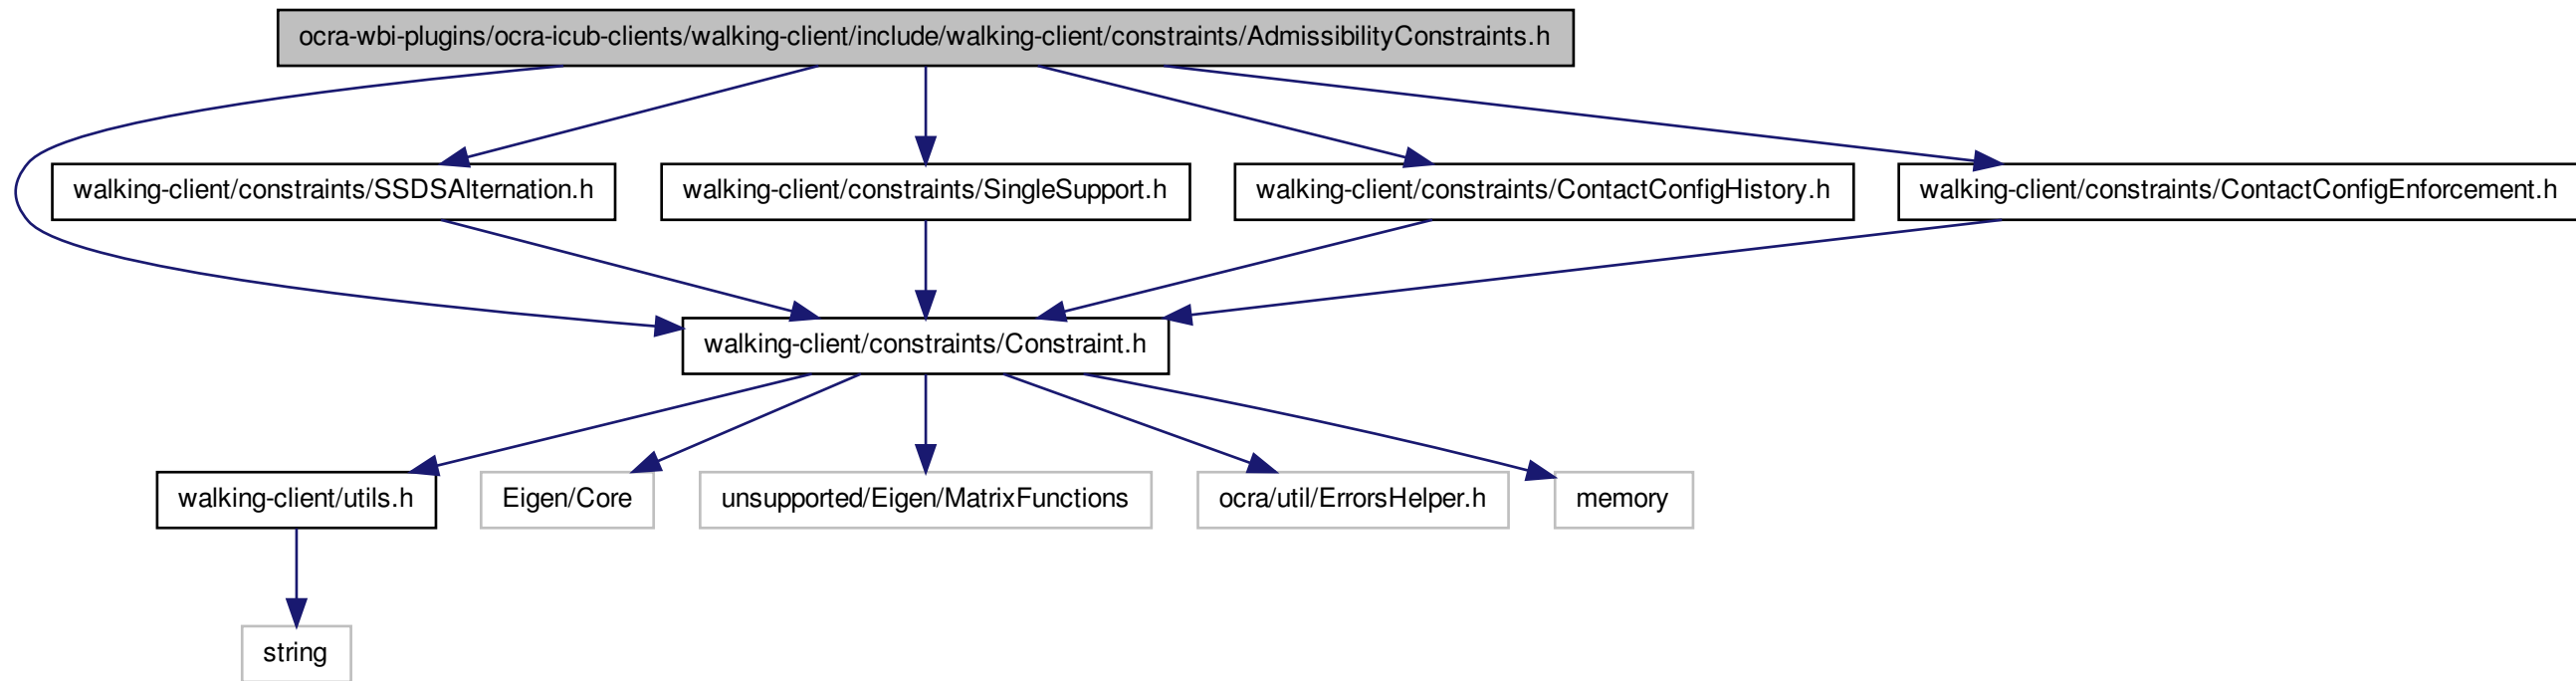 ocra-wbi-plugins/ocra-icub-clients/walking-client/include/walking-client/constraints/AdmissibilityConstraints.h
walking-client/constraints/SSDSAlternation.h
walking-client/constraints/SingleSupport.h
walking-client/constraints/ContactConfigHistory.h
walking-client/constraints/ContactConfigEnforcement.h
walking-client/constraints/Constraint.h
walking-client/utils.h
Eigen/Core
unsupported/Eigen/MatrixFunctions
ocra/util/ErrorsHelper.h
memory
string